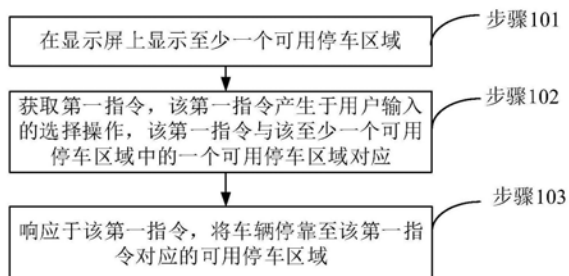 在显示屏上显示至少一个可用停车区域
步骤101
获取第一指令，该第一指令产生于用户输入
的选择操作，该第一指令与该至少一个可用
停车区域中的一个可用停车区域对应
步骤102
响应于该第一指令，将车辆停靠至该第一指
令对应的可用停车区域
步骤103